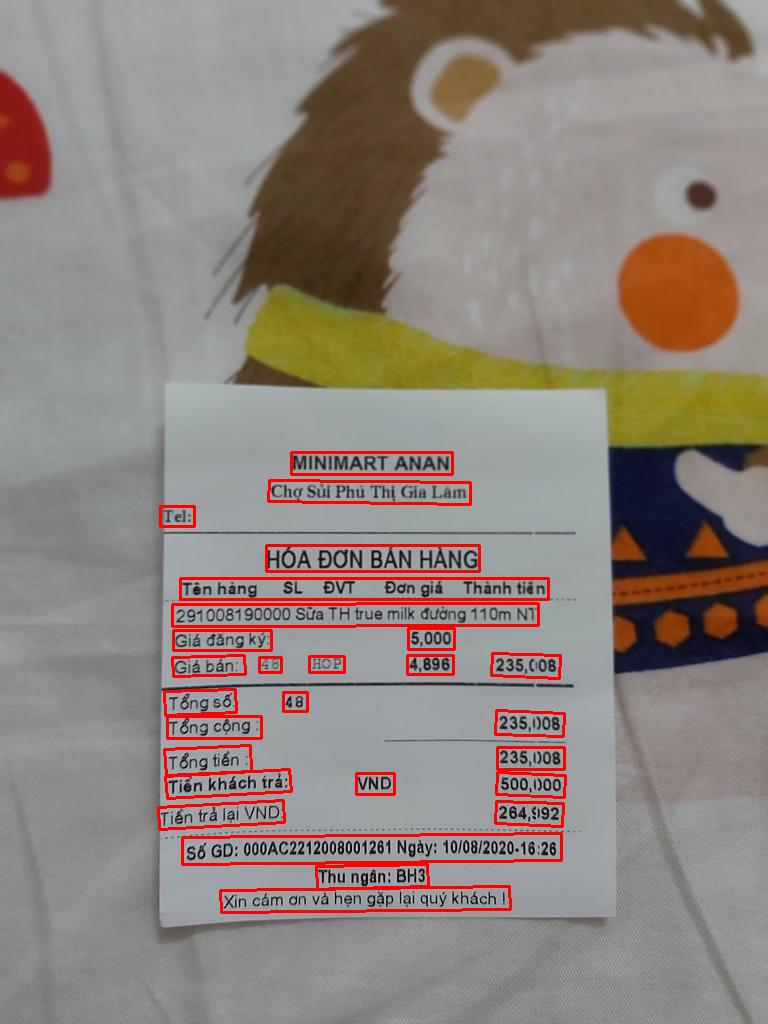 MINIMART ANAN
Chợ Sủi Phú Thị Gia Lâm
Tel:
HÓA ĐƠN BÁN HÀNG
Tên hàng SL ĐVT Đơn giá Thành tiền
291008190000 Sữa TH true milk đường 110m NT
Giá đăng ký: 5,000
Giá bán: 48 HOP 4,896 235,008
Tổng số: 48
Tổng cộng : 235,008
Tổng tiền : 235,008
Tiền khách trả: VND 500,000
Tiền trả lại VND: 264,992
Số GD: 000AC2212008001261 Ngày: 10/08/2020-16:26
Thu ngân: BH3
Xin cám ơn và hẹn gặp lại quý khách !